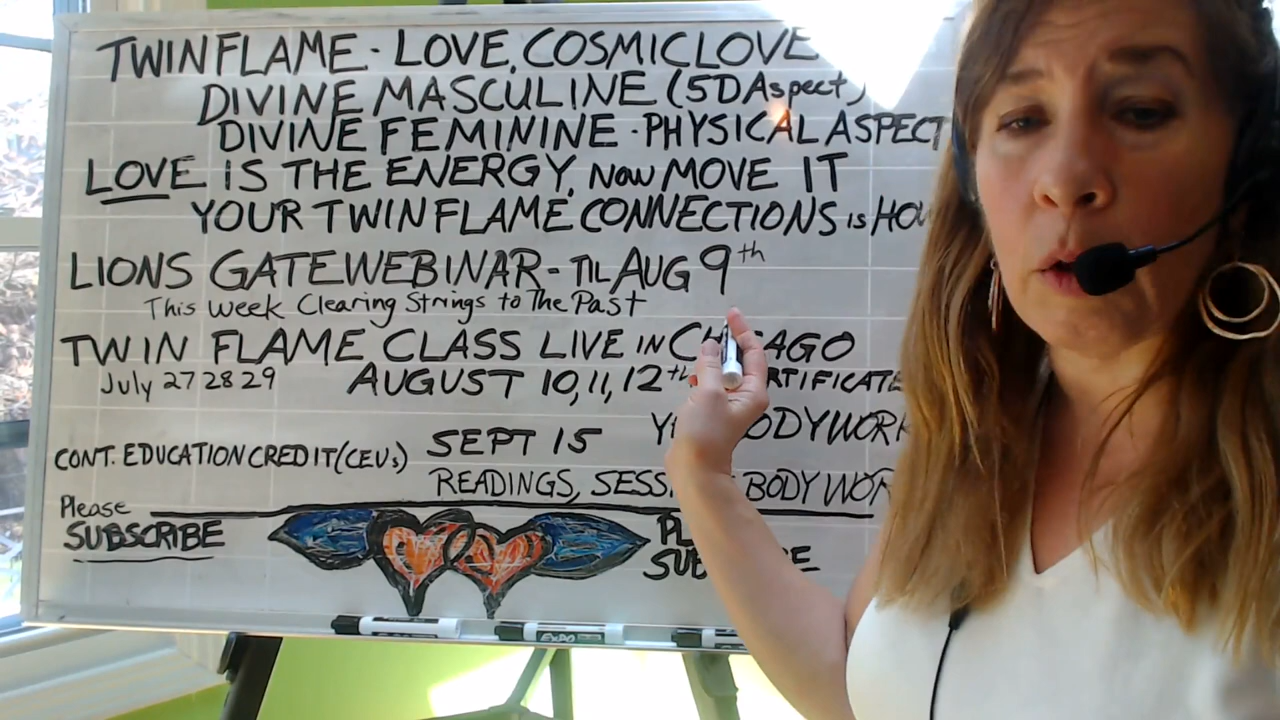 TWIN FLAME - LOVE, COSMIC LOVE
DIVINE MASCULINE (5D Aspect)
DIVINE FEMININE - PHYSICAL ASPECT
LOVE IS THE ENERGY, NOW MOVE IT
YOUR TWIN FLAME CONNECTIONS is
LIONS GATE WEBINAR - TIL AUG 9th
This Week Clearing Strings to The Past
TWIN FLAME CLASS LIVE IN CHICAGO
July 27 28 29 AUGUST 10, 11, 12th
CONT. EDUCATION CREDIT (CEUs) SEPT 15
READINGS, BODY
Please
SUBSCRIBE
EXPO